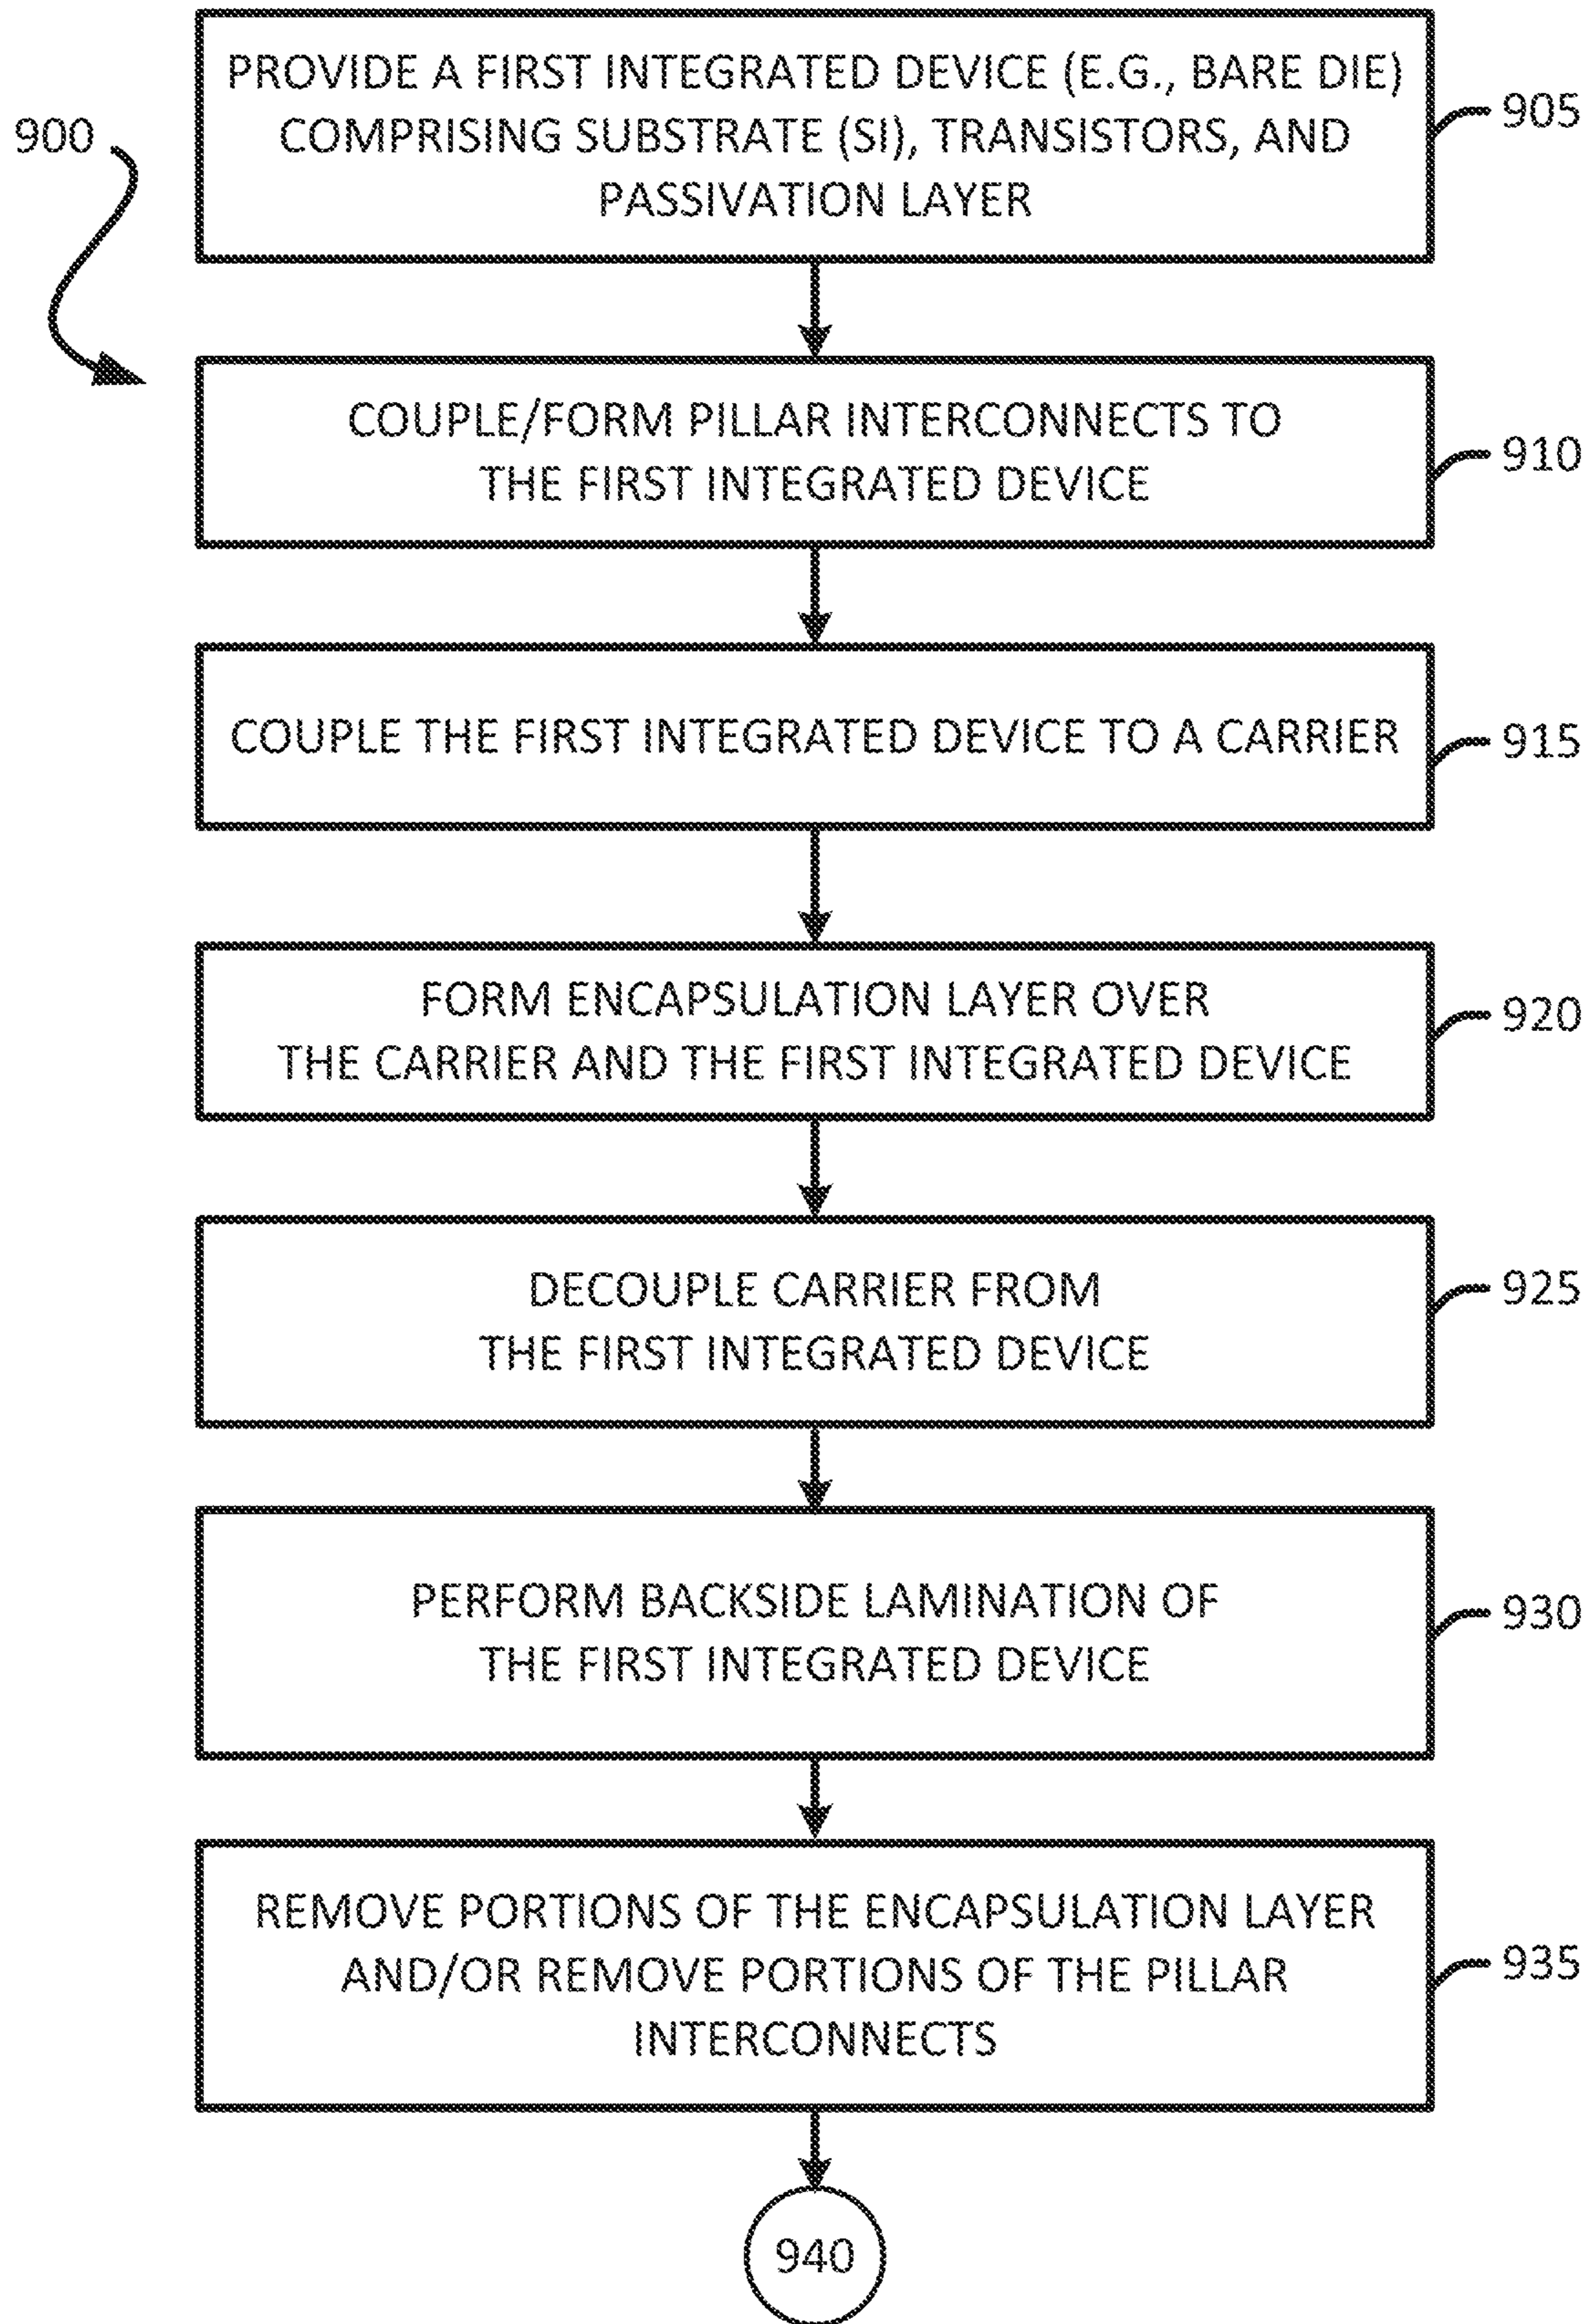 PROVIDE A FIRST INTEGRATED DEVICE (E.G., BARE DIE)
COMPRISING SUBSTRATE (SI), TRANSISTORS, AND
PASSIVATION LAYER
905
900
COUPLE/FORM PILLAR INTERCONNECTS TO
THE FIRST INTEGRATED DEVICE
910
COUPLE THE FIRST INTEGRATED DEVICE TO A CARRIER
915
FORM ENCAPSULATION LAYER OVER
THE CARRIER AND THE FIRST INTEGRATED DEVICE
920
DECOUPLE CARRIER FROM
THE FIRST INTEGRATED DEVICE
925
PERFORM BACKSIDE LAMINATION OF
THE FIRST INTEGRATED DEVICE
930
REMOVE PORTIONS OF THE ENCAPSULATION LAYER
AND/OR REMOVE PORTIONS OF THE PILLAR
INTERCONNECTS
935
940